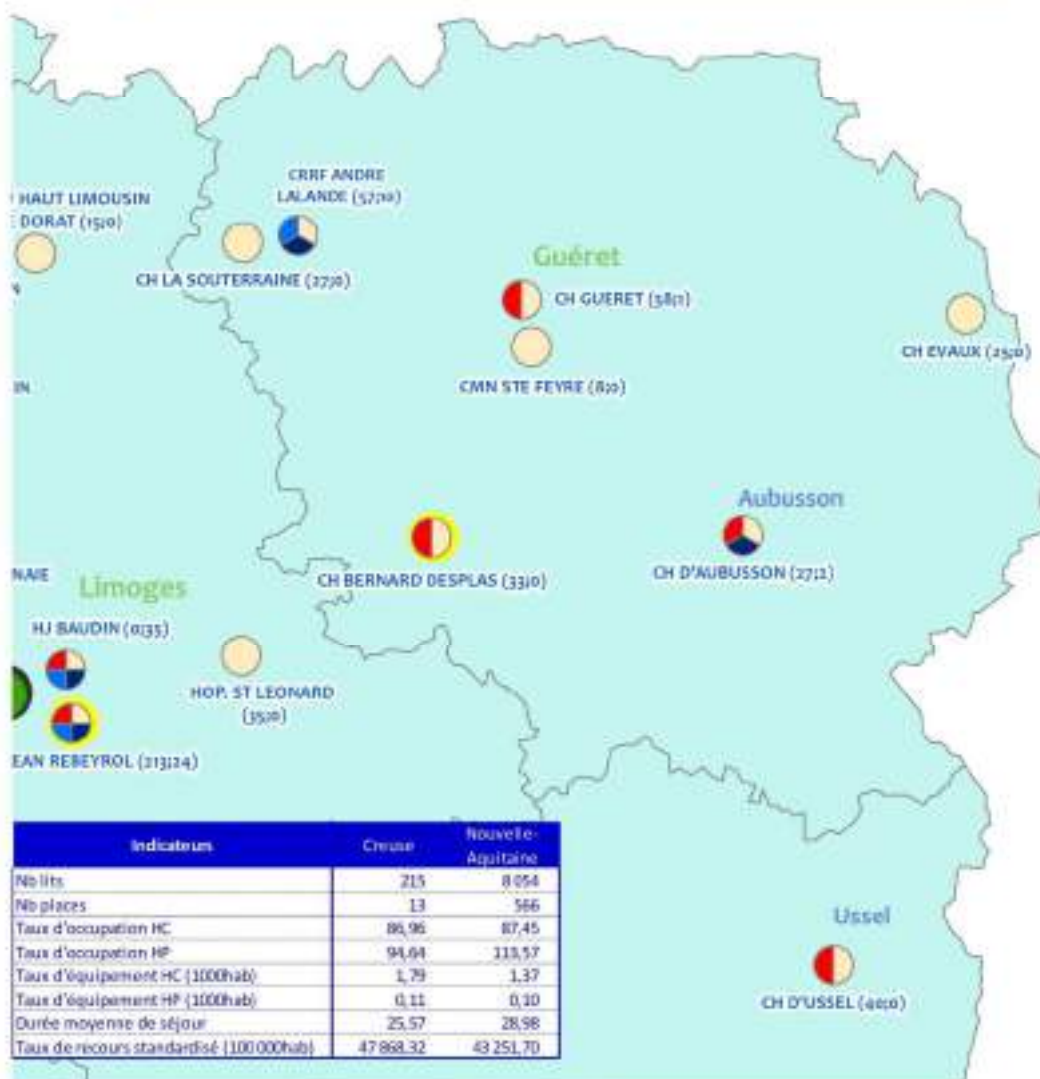 CRRF ANDRE
LALANDE (57;10)
HAUT LIMOUSIN
DORAT (15;0)
CH LA SOUTERRAINE (27;0)
Guéret
CH GUERET (38;1)
CH EVAUX (25;0)
CMN STE FEYRE (8;0)
N
IN
Aubusson
CH D'AUBUSSON (27;2)
CH BERNARD DESPLAS (33;0)
NAIE
Limoges
HJ BAUDIN (0;35)
HOP. ST LEONARD
(35;0)
EAN REBEYROL (213;24)
Indicateurs Creuse Nouvelle-
Aquitaine
Nb lits 215 8 054
Nb places 13 566
Taux d'occupation HC 86,96 87,45
Taux d'occupation HP 94,64 113,57
Taux d'équipement HC (1000hab) 1,79 1,37
Taux d'équipement HP (1000hab) 0,11 0,10
Durée moyenne de séjour 25,57 28,98
Taux de recours standardisé (100 000hab) 47 868,32 43 251,70
Ussel
CH D'USSEL (40;0)